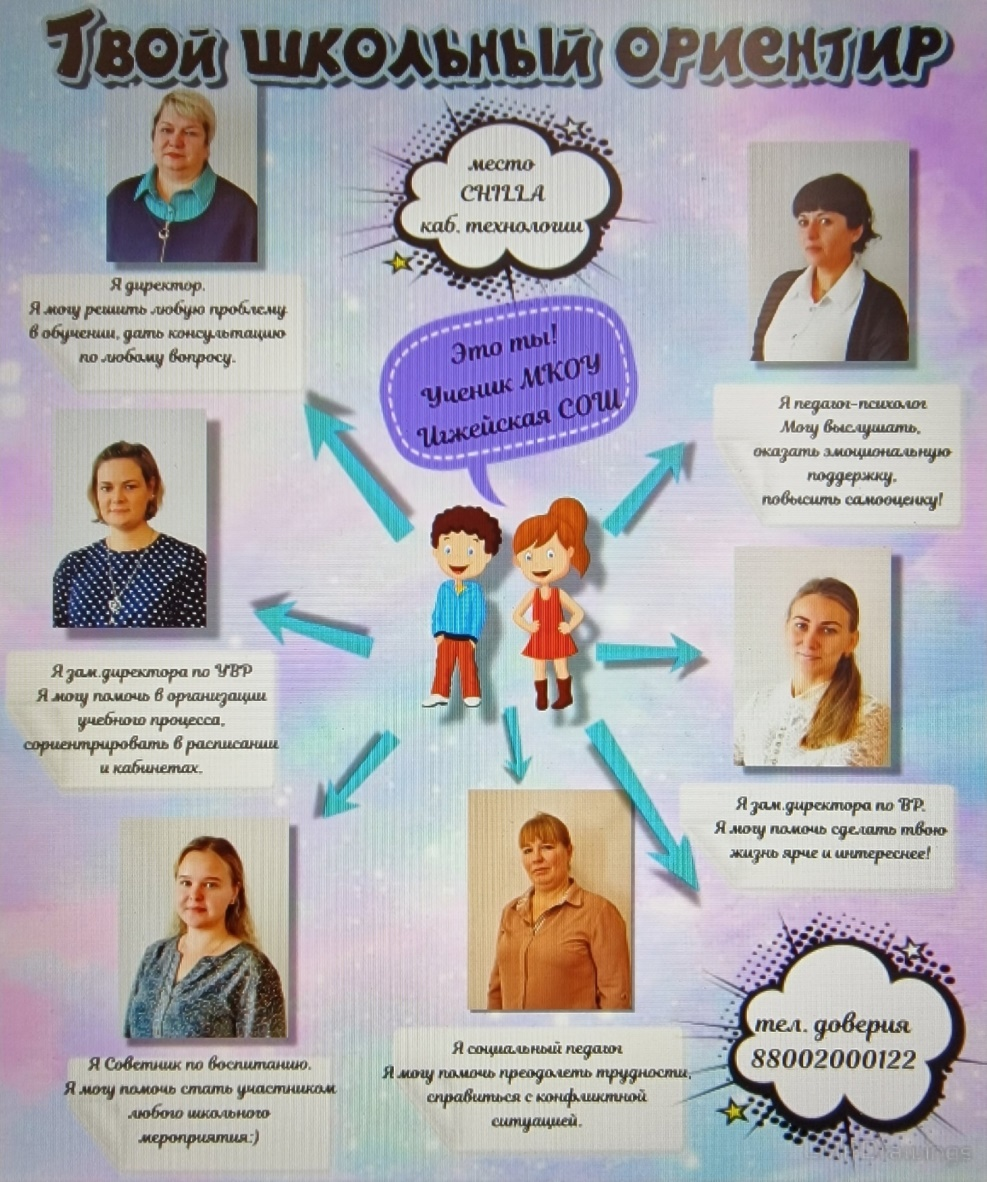 Твой школьный ориентир
место
CHILLA
каб. технологии
Это ты!
Ученик МКОУ
Игжейская СОШ
Я директор.
Я могу решить любую проблему
в обучении, дать консультацию
по любому вопросу.
Я педагог-психолог
Могу выслушать,
оказать эмоциональную
поддержку,
повысить самооценку!
Я зам.директора по УВР
Я могу помочь в организации
учебного процесса,
сориентрировать в расписании
и кабинетах.
Я зам.директора по ВР.
Я могу помочь сделать твою
жизнь ярче и интереснее!
Я Советник по воспитанию.
Я могу помочь стать участником
любого школьного
мероприятия:)
Я социальный педагог
Я могу помочь преодолеть трудности,
справиться с конфликтной
ситуацией.
тел. доверия
88002000122